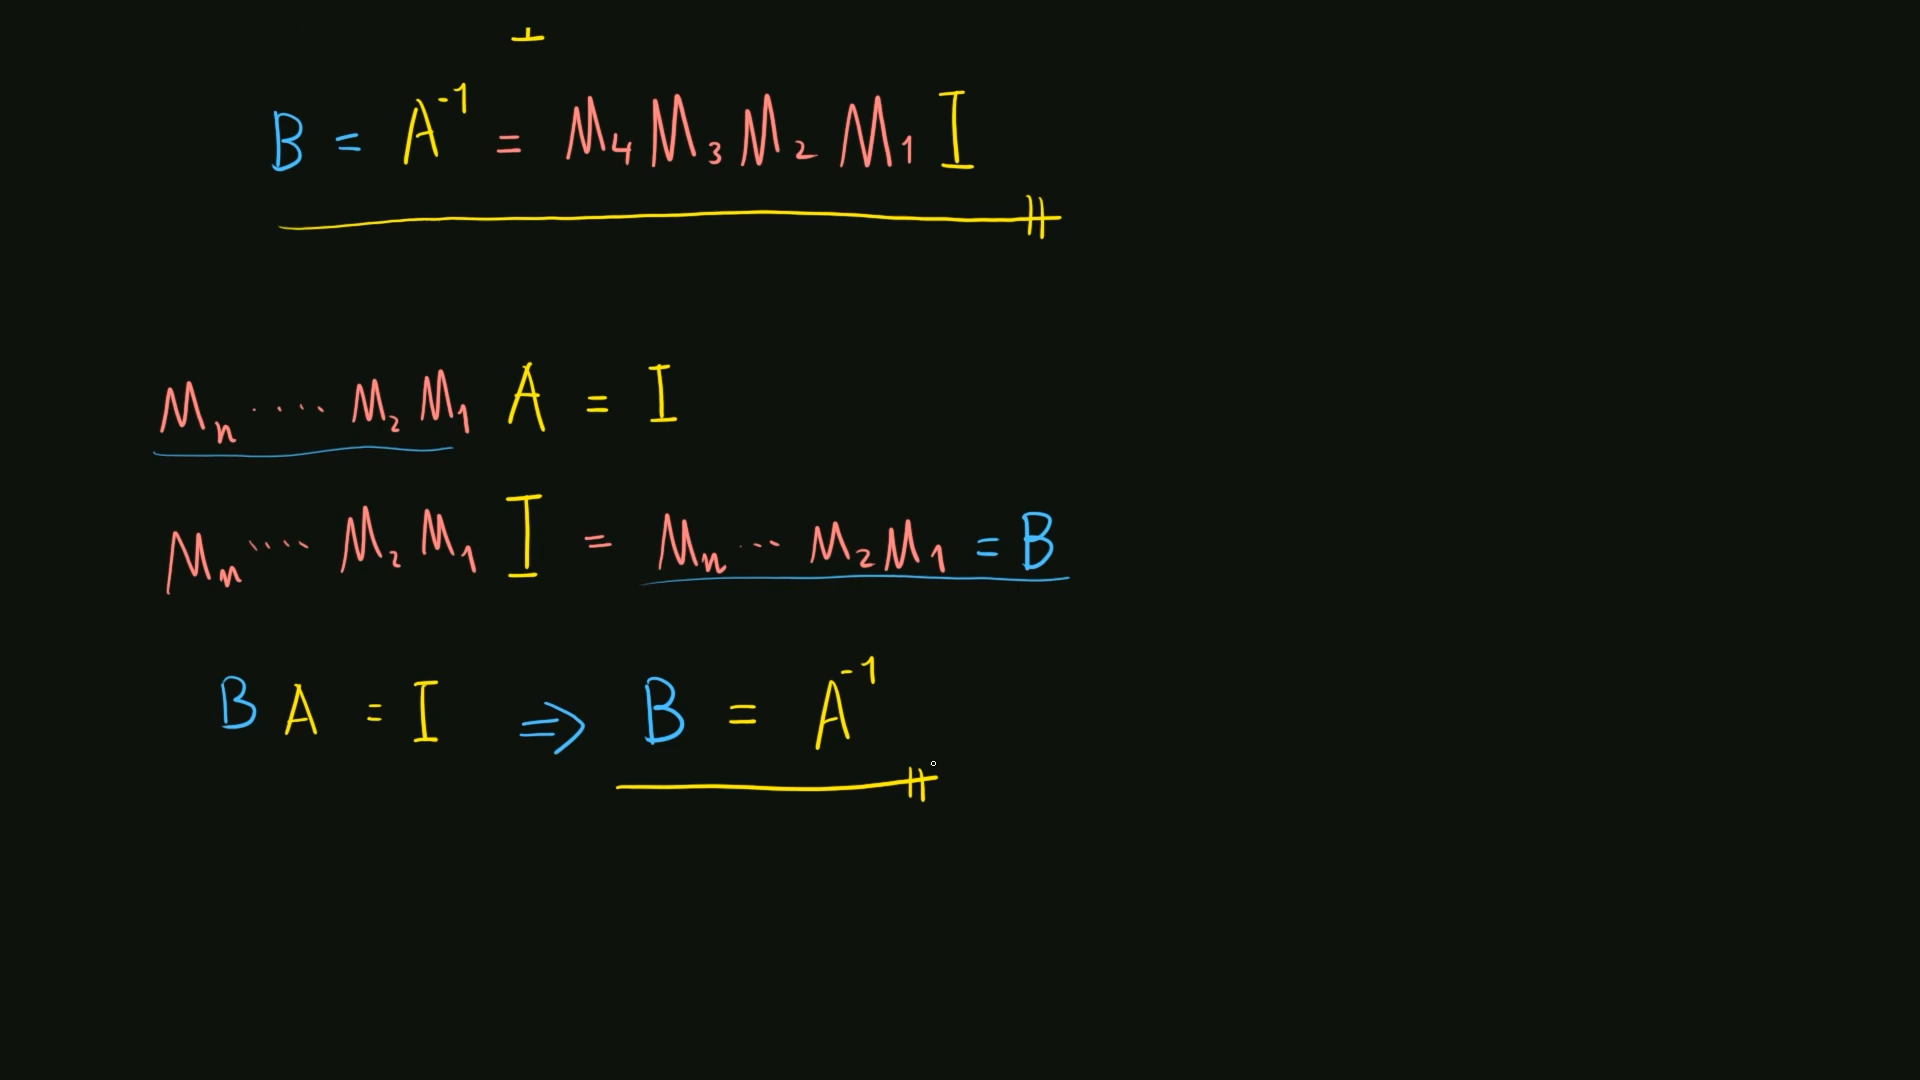 B = A⁻¹ = M₄ M₃ M₂ M₁ I
Mₙ ..... M₂ M₁ A = I
Mₙ ..... M₂ M₁ I = Mₙ ... M₂ M₁ = B
B A = I ⇒ B = A⁻¹